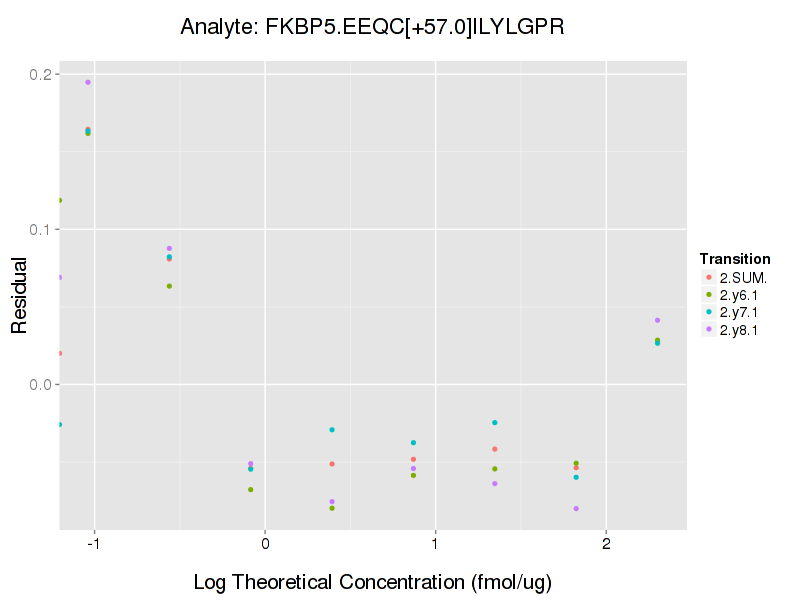 Analyte: FKBP5.EEQC[+57.0]ILYLGPR
0.2
0.1
0.0
Residual
-1 0 1 2
Log Theoretical Concentration (fmol/ug)
Transition
2.SUM.
2.y6.1
2.y7.1
2.y8.1